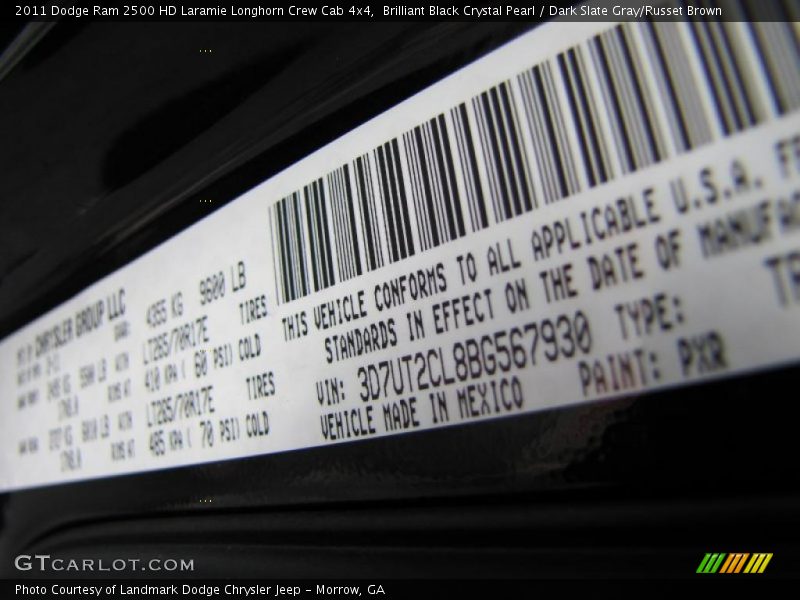 2011 Dodge Ram 2500 HD Laramie Longhorn Crew Cab 4x4,  Brilliant Black Crystal Pearl / Dark Slate Gray/Russet Brown
CHRYSLER GROUP LLC
4355 KG 9600 LB
LT265/70R17E TIRES
410 KPA ( 60 PSI) COLD
LT265/70R17E TIRES
485 KPA ( 70 PSI) COLD
THIS VEHICLE CONFORMS TO ALL APPLICABLE U.S.A.
STANDARDS IN EFFECT ON THE DATE OF
VIN: 3D7UT2CL8BG567930 TYPE:
VEHICLE MADE IN MEXICO PAINT: PXR
GTCARLOT.COM
Photo Courtesy of Landmark Dodge Chrysler Jeep - Morrow, GA